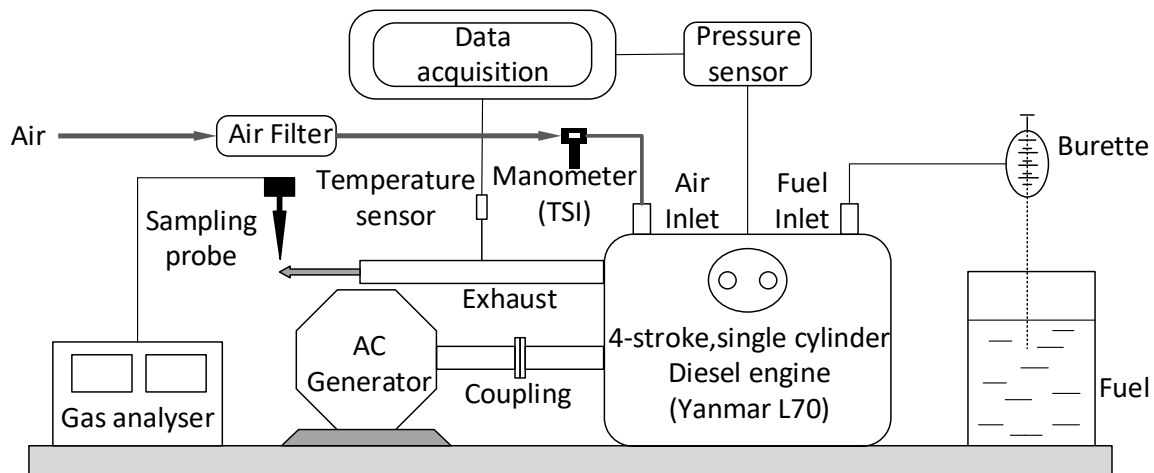 Data
acquisition
Pressure
sensor
Air
Air Filter
Burette
Temperature
sensor
Manometer
(TSI)
Air
Inlet
Fuel
Inlet
Sampling
probe
Exhaust
AC
Generator
Coupling
4-stroke,single cylinder
Diesel engine
(Yanmar L70)
Gas analyser
Fuel